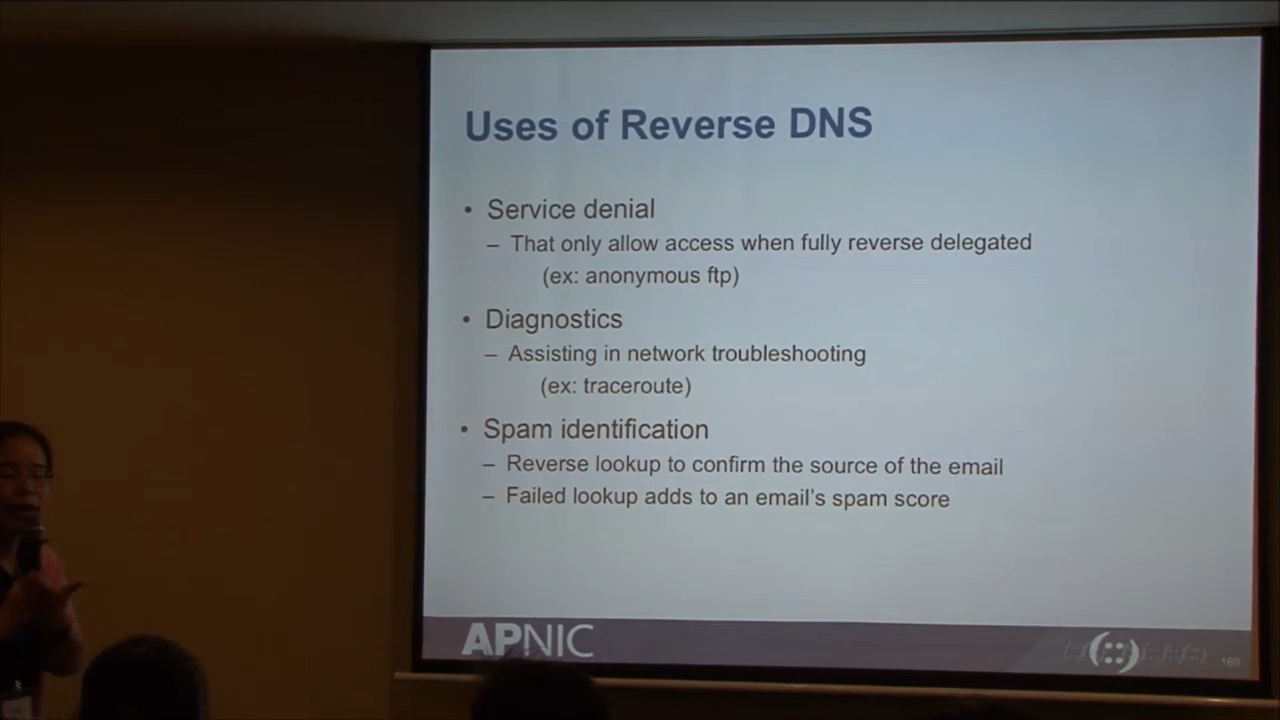 Uses of Reverse DNS
• Service denial
– That only allow access when fully reverse delegated
(ex: anonymous ftp)
• Diagnostics
– Assisting in network troubleshooting
(ex: traceroute)
• Spam identification
– Reverse lookup to confirm the source of the email
– Failed lookup adds to an email's spam score
APNIC
169